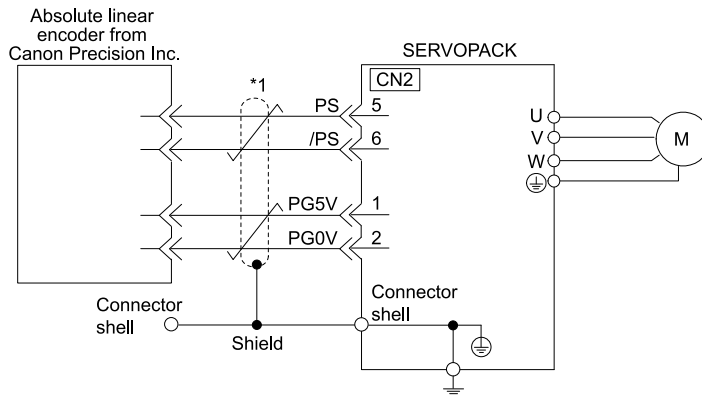 Absolute linear
encoder from
Canon Precision Inc.
SERVOPACK
*1
CN2
PS
5
/PS
6
PG5V
1
PG0V
2
U
V
W
M
Connector
shell
Shield
Connector
shell